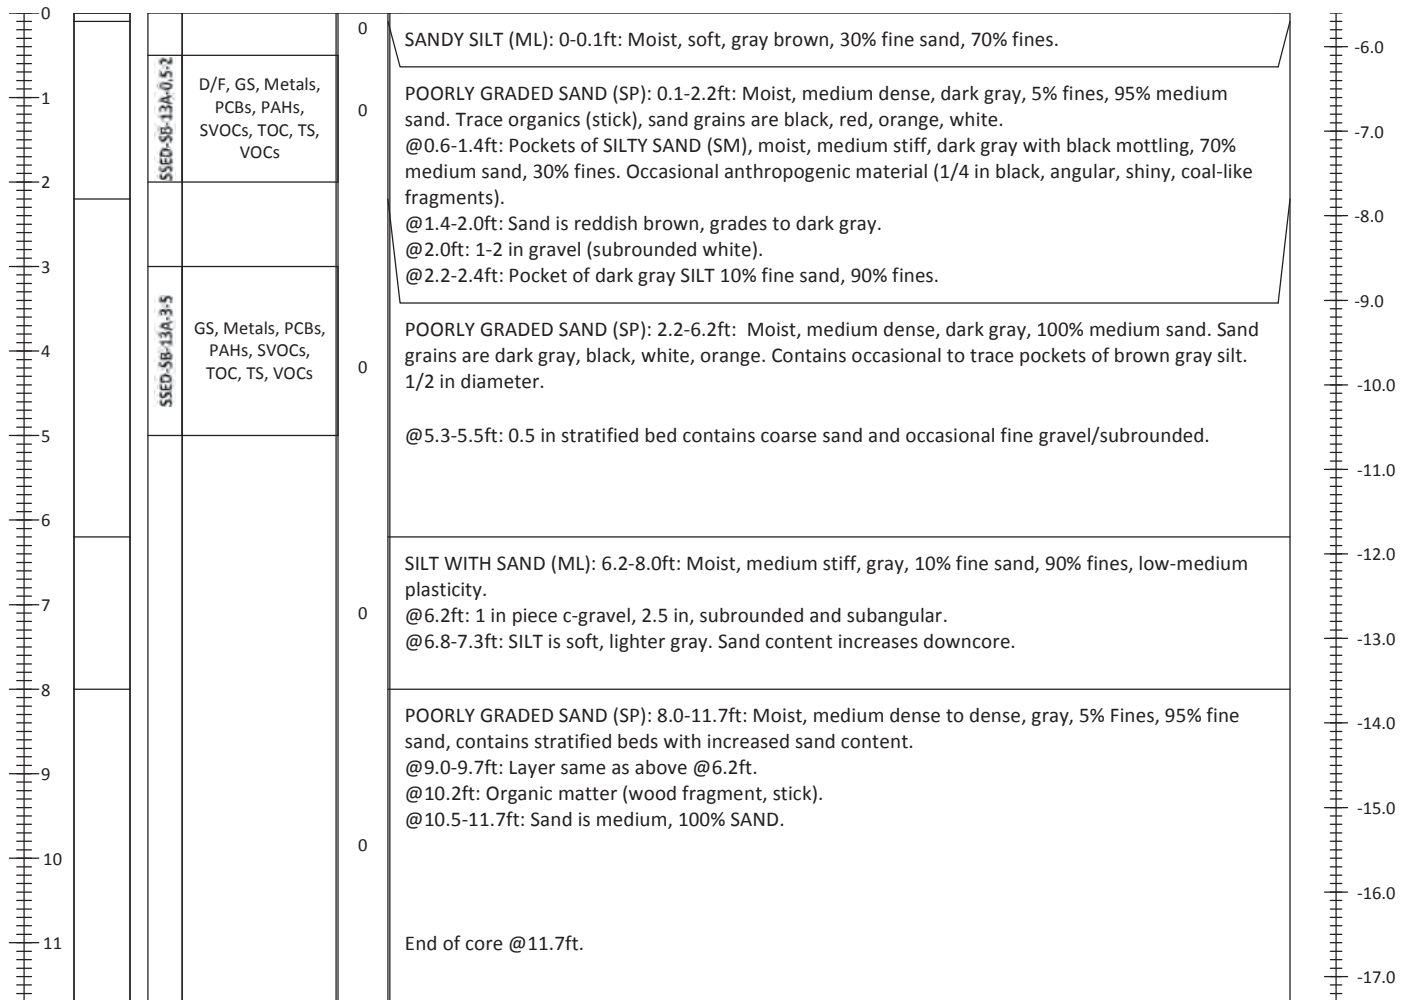 0
1
2
3
4
5
6
7
8
9
10
11
SSED-SB-13A-0.5-2
D/F, GS, Metals,
PCBs, PAHs,
SVOCs, TOC, TS,
VOCs
SSED-SB-13A-3-5
GS, Metals, PCBs,
PAHs, SVOCs,
TOC, TS, VOCs
0
0
0
0
0
SANDY SILT (ML): 0-0.1ft: Moist, soft, gray brown, 30% fine sand, 70% fines.
POORLY GRADED SAND (SP): 0.1-2.2ft: Moist, medium dense, dark gray, 5% fines, 95% medium
sand. Trace organics (stick), sand grains are black, red, orange, white.
@0.6-1.4ft: Pockets of SILTY SAND (SM), moist, medium stiff, dark gray with black mottling, 70%
medium sand, 30% fines. Occasional anthropogenic material (1/4 in black, angular, shiny, coal-like
fragments).
@1.4-2.0ft: Sand is reddish brown, grades to dark gray.
@2.0ft: 1-2 in gravel (subrounded white).
@2.2-2.4ft: Pocket of dark gray SILT 10% fine sand, 90% fines.
POORLY GRADED SAND (SP): 2.2-6.2ft: Moist, medium dense, dark gray, 100% medium sand. Sand
grains are dark gray, black, white, orange. Contains occasional to trace pockets of brown gray silt.
1/2 in diameter.
@5.3-5.5ft: 0.5 in stratified bed contains coarse sand and occasional fine gravel/subrounded.
SILT WITH SAND (ML): 6.2-8.0ft: Moist, medium stiff, gray, 10% fine sand, 90% fines, low-medium
plasticity.
@6.2ft: 1 in piece c-gravel, 2.5 in, subrounded and subangular.
@6.8-7.3ft: SILT is soft, lighter gray. Sand content increases downcore.
POORLY GRADED SAND (SP): 8.0-11.7ft: Moist, medium dense to dense, gray, 5% Fines, 95% fine
sand, contains stratified beds with increased sand content.
@9.0-9.7ft: Layer same as above @6.2ft.
@10.2ft: Organic matter (wood fragment, stick).
@10.5-11.7ft: Sand is medium, 100% SAND.
End of core @11.7ft.
-6.0
-7.0
-8.0
-9.0
-10.0
-11.0
-12.0
-13.0
-14.0
-15.0
-16.0
-17.0